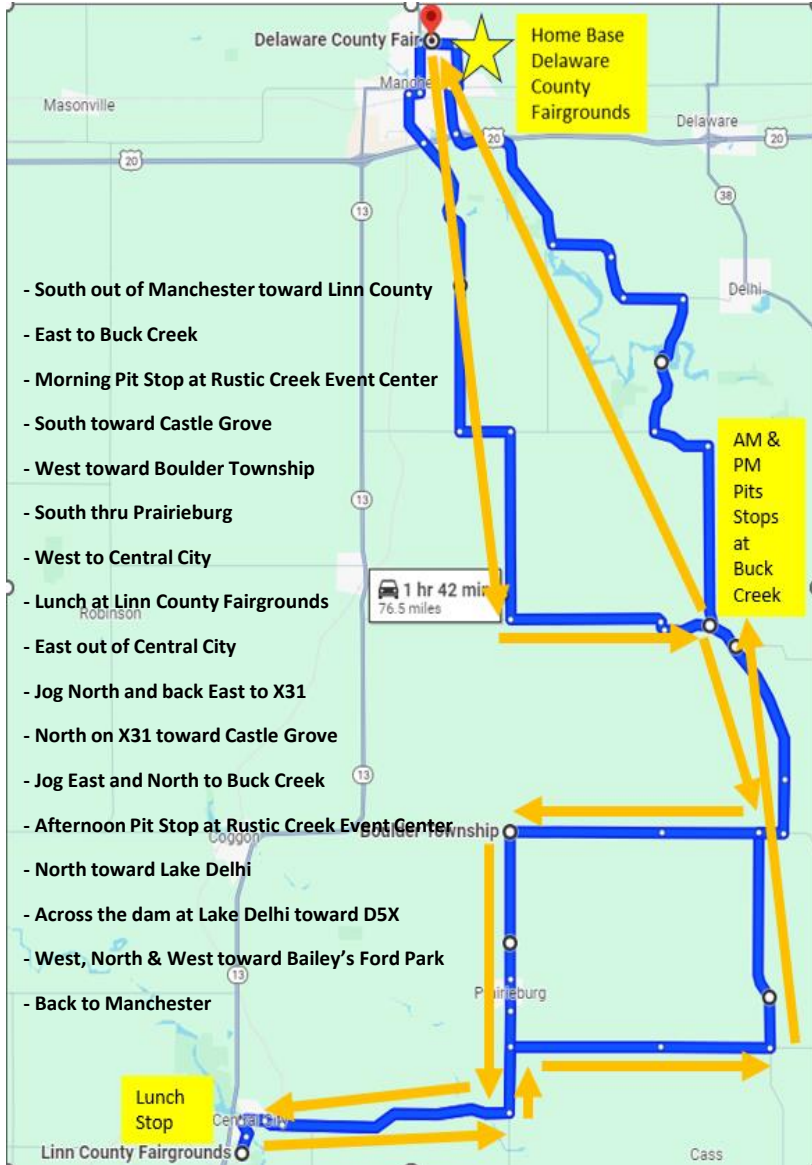 Delaware County Fair
Home Base
Delaware
County
Fairgrounds
Manche
Masonville
Delaware
20
20
20
13
38
- South out of Manchester toward Linn County
Delhi
- East to Buck Creek
- Morning Pit Stop at Rustic Creek Event Center
- South toward Castle Grove
AM &
PM
Pits
Stops
at
Buck
Creek
- West toward Boulder Township
13
- South thru Prairieburg
- West to Central City
1 hr 42 min
76.5 miles
- Lunch at Linn County Fairgrounds
Robinson
- East out of Central City
- Jog North and back East to X31
- North on X31 toward Castle Grove
13
- Jog East and North to Buck Creek
- Afternoon Pit Stop at Rustic Creek Event Center
Boulder Township
Coggon
- North toward Lake Delhi
- Across the dam at Lake Delhi toward D5X
- West, North & West toward Bailey's Ford Park
13
Prairieburg
- Back to Manchester
Lunch
Stop
Central City
Linn County Fairgrounds
Cass